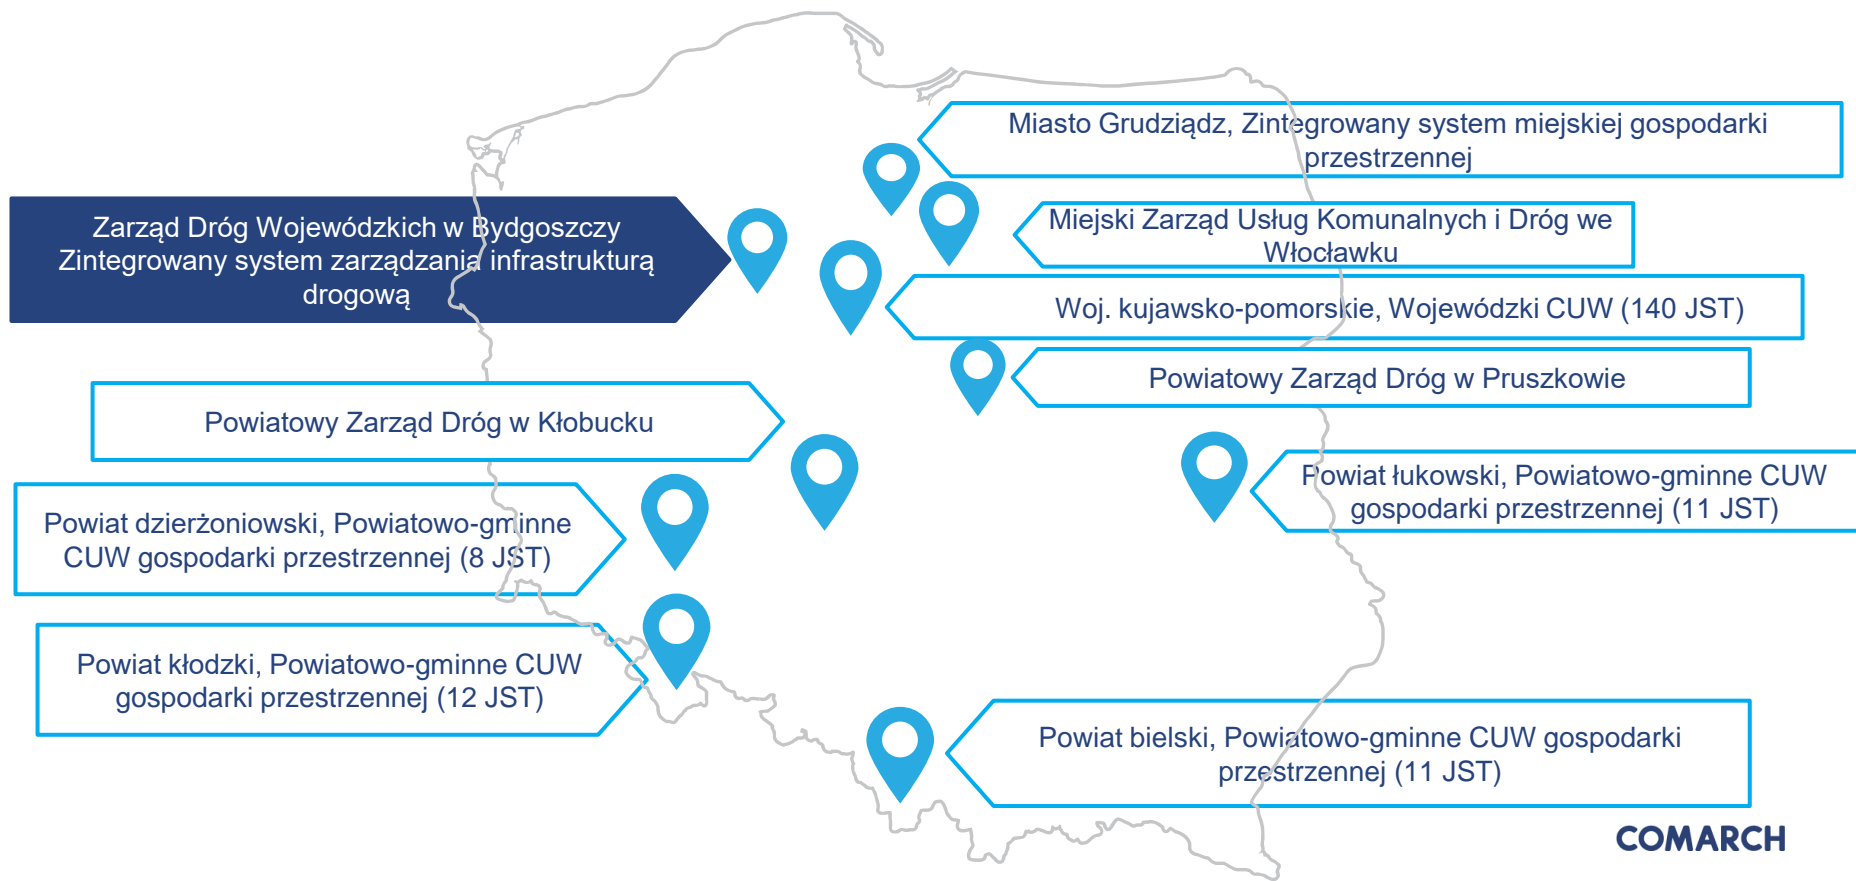 Miasto Grudziądz, Zintegrowany system miejskiej gospodarki
przestrzennej
Zarząd Dróg Wojewódzkich w Bydgoszczy
Zintegrowany system zarządzania infrastrukturą
drogową
Miejski Zarząd Usług Komunalnych i Dróg we
Włocławku
Woj. kujawsko-pomorskie, Wojewódzki CUW (140 JST)
Powiatowy Zarząd Dróg w Pruszkowie
Powiatowy Zarząd Dróg w Kłobucku
Powiat łukowski, Powiatowo-gminne CUW
gospodarki przestrzennej (11 JST)
Powiat dzierżoniowski, Powiatowo-gminne
CUW gospodarki przestrzennej (8 JST)
Powiat kłodzki, Powiatowo-gminne CUW
gospodarki przestrzennej (12 JST)
Powiat bielski, Powiatowo-gminne CUW gospodarki
przestrzennej (11 JST)
COMARCH